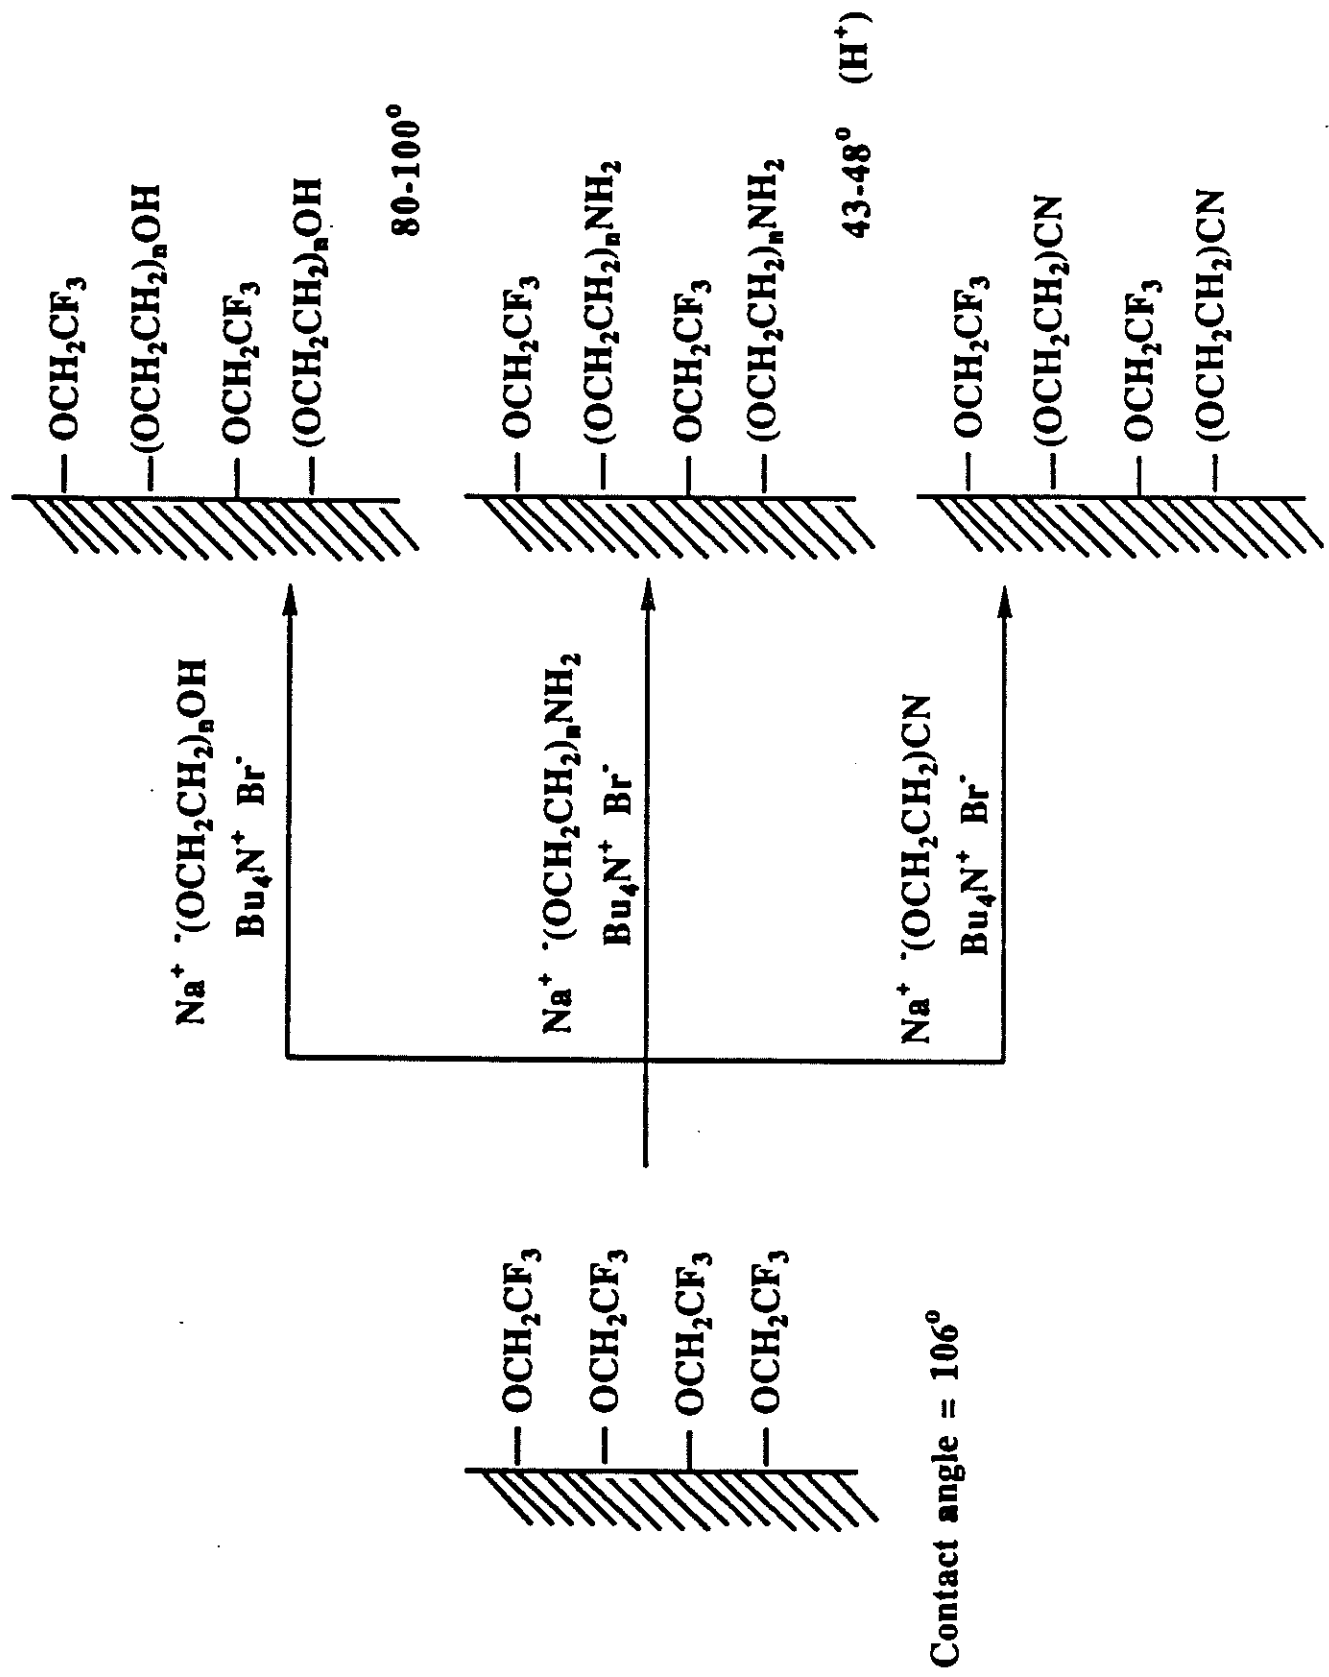 OCH₂CF₃
OCH₂CF₃
OCH₂CF₃
OCH₂CF₃
Contact angle = 106°
Na⁺ ⁻(OCH₂CH₂)ₙOH
Bu₄N⁺ Br⁻
OCH₂CF₃
(OCH₂CH₂)ₙOH
OCH₂CF₃
(OCH₂CH₂)ₙOH
80-100°
Na⁺ ⁻(OCH₂CH₂)ₙNH₂
Bu₄N⁺ Br⁻
OCH₂CF₃
(OCH₂CH₂)ₙNH₂
OCH₂CF₃
(OCH₂CH₂)ₙNH₂
43-48° (H⁺)
Na⁺ ⁻(OCH₂CH₂)CN
Bu₄N⁺ Br⁻
OCH₂CF₃
(OCH₂CH₂)CN
OCH₂CF₃
(OCH₂CH₂)CN